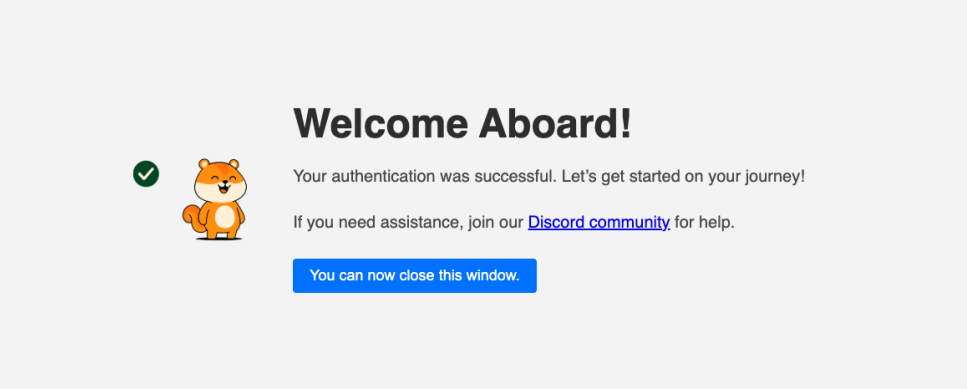 Welcome Aboard!
Your authentication was successful. Let’s get started on your journey!
If you need assistance, join our Discord community for help.
You can now close this window.